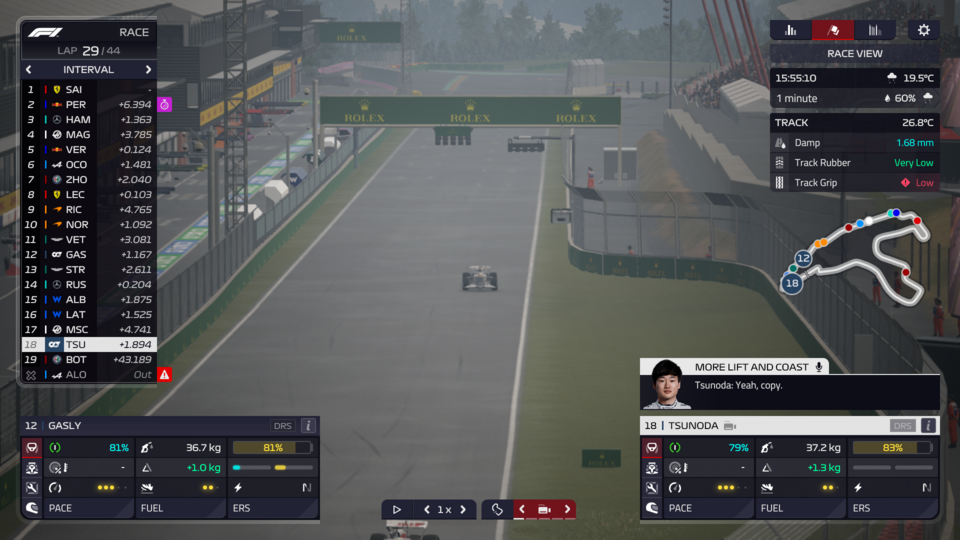 F1 RACE
LAP 29/44
INTERVAL
1 SAI -
2 PER +6.394
3 HAM +1.363
4 MAG +3.785
5 VER +0.124
6 OCO +1.481
7 ZHO +2.040
8 LEC +0.103
9 RIC +4.765
10 NOR +1.092
11 VET +3.081
12 GAS +1.167
13 STR +2.611
14 RUS +0.204
15 ALB +1.875
16 LAT +1.525
17 MSC +4.741
18 TSU +1.894
19 BOT +43.189
ALO Out
ROLEX
ROLEX ROLEX ROLEX
RACE VIEW
15:55:10 19.5ºC
1 minute 60%
TRACK 26.8ºC
Damp 1.68 mm
Track Rubber Very Low
Track Grip Low
12
18
MORE LIFT AND COAST
Tsunoda: Yeah, copy.
12 GASLY DRS i
81% 36.7 kg 81%
- +1.0 kg
N
PACE FUEL ERS
1x
18 TSUNODA DRS i
79% 37.2 kg 83%
- +1.3 kg
N
PACE FUEL ERS